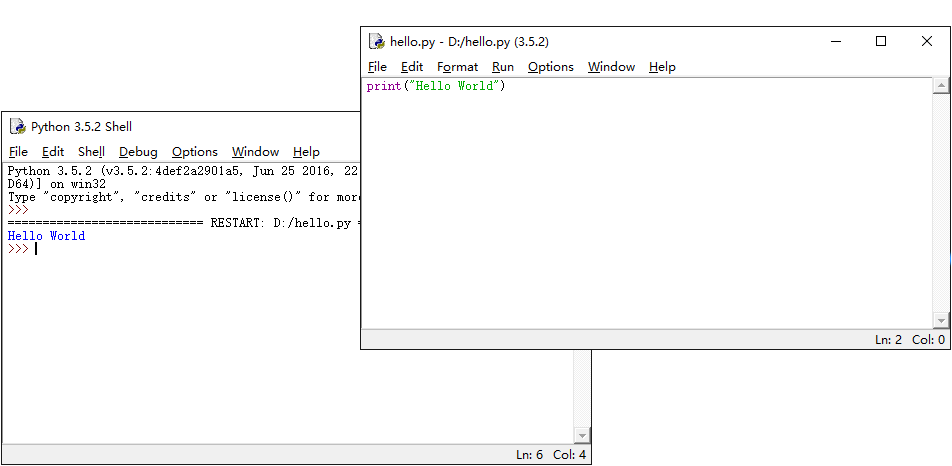 hello.py - D:/hello.py (3.5.2)
File Edit Format Run Options Window Help
print("Hello World")
Ln: 2 Col: 0
Python 3.5.2 Shell
File Edit Shell Debug Options Window Help
Python 3.5.2 (v3.5.2:4def2a2901a5, Jun 25 2016, 22
D64)] on win32
Type "copyright", "credits" or "license()" for more
>>>
=========================== RESTART: D:/hello.py =
Hello World
>>>
Ln: 6 Col: 4